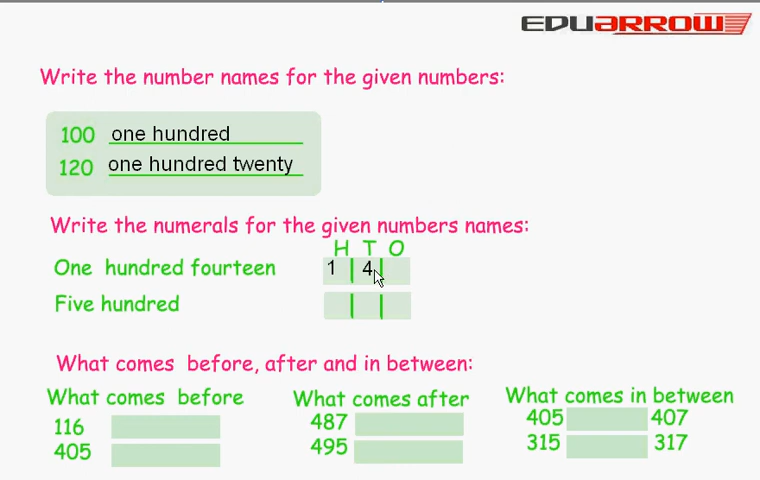 EDUARROW
Write the number names for the given numbers:
100 one hundred
120 one hundred twenty
Write the numerals for the given numbers names:
H T O
One hundred fourteen 1 4
Five hundred
What comes before, after and in between:
What comes before What comes after What comes in between
116 487 405 407
405 495 315 317